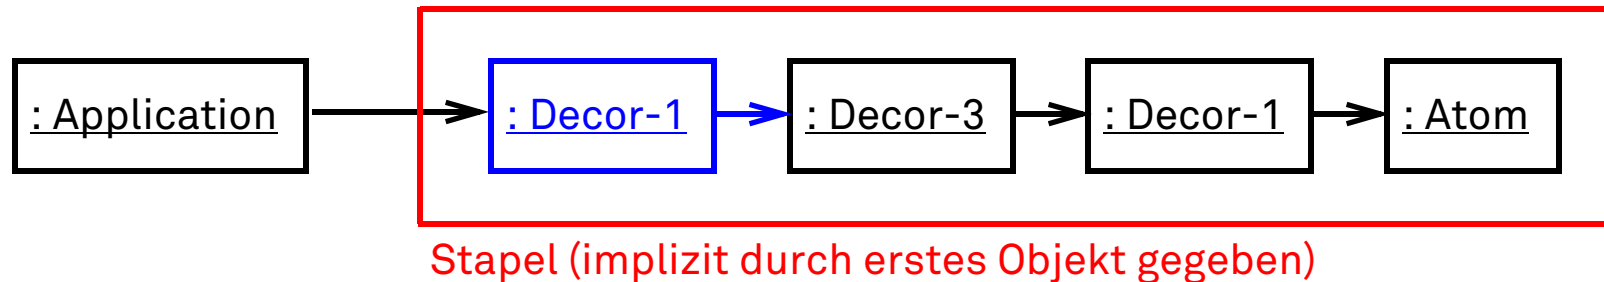 : Application : Decor-1 : Decor-3 : Decor-1 : Atom
Stapel (implizit durch erstes Objekt gegeben)